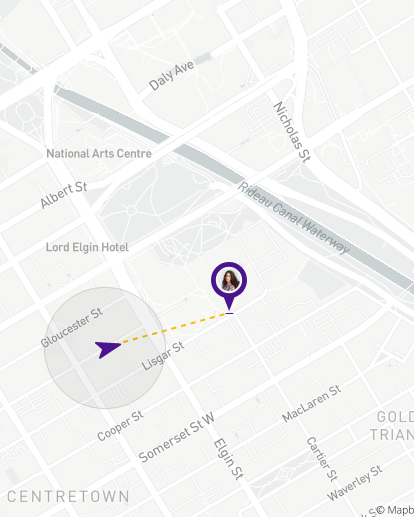 Daly Ave
Nicholas St
National Arts Centre
Albert St
Rideau Canal Waterway
Lord Elgin Hotel
Gloucester St
Lisgar St
MacLaren St
Cooper St
Somerset St W
GOLD
TRIAN
Elgin St
Cartier St
Waverley St
CENTRETOWN
© Mapb